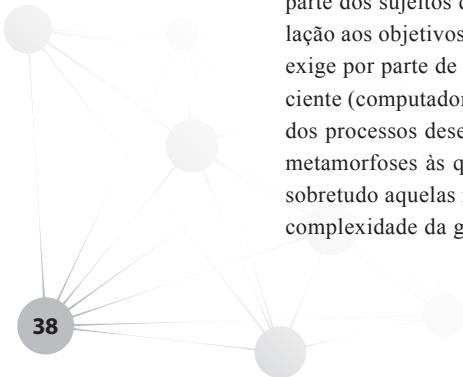 parte dos sujeitos
lação aos objetivos
exige por parte de
ciente (computador
dos processos dese
metamorfoses às q
sobretudo aquelas
complexidade da g
38